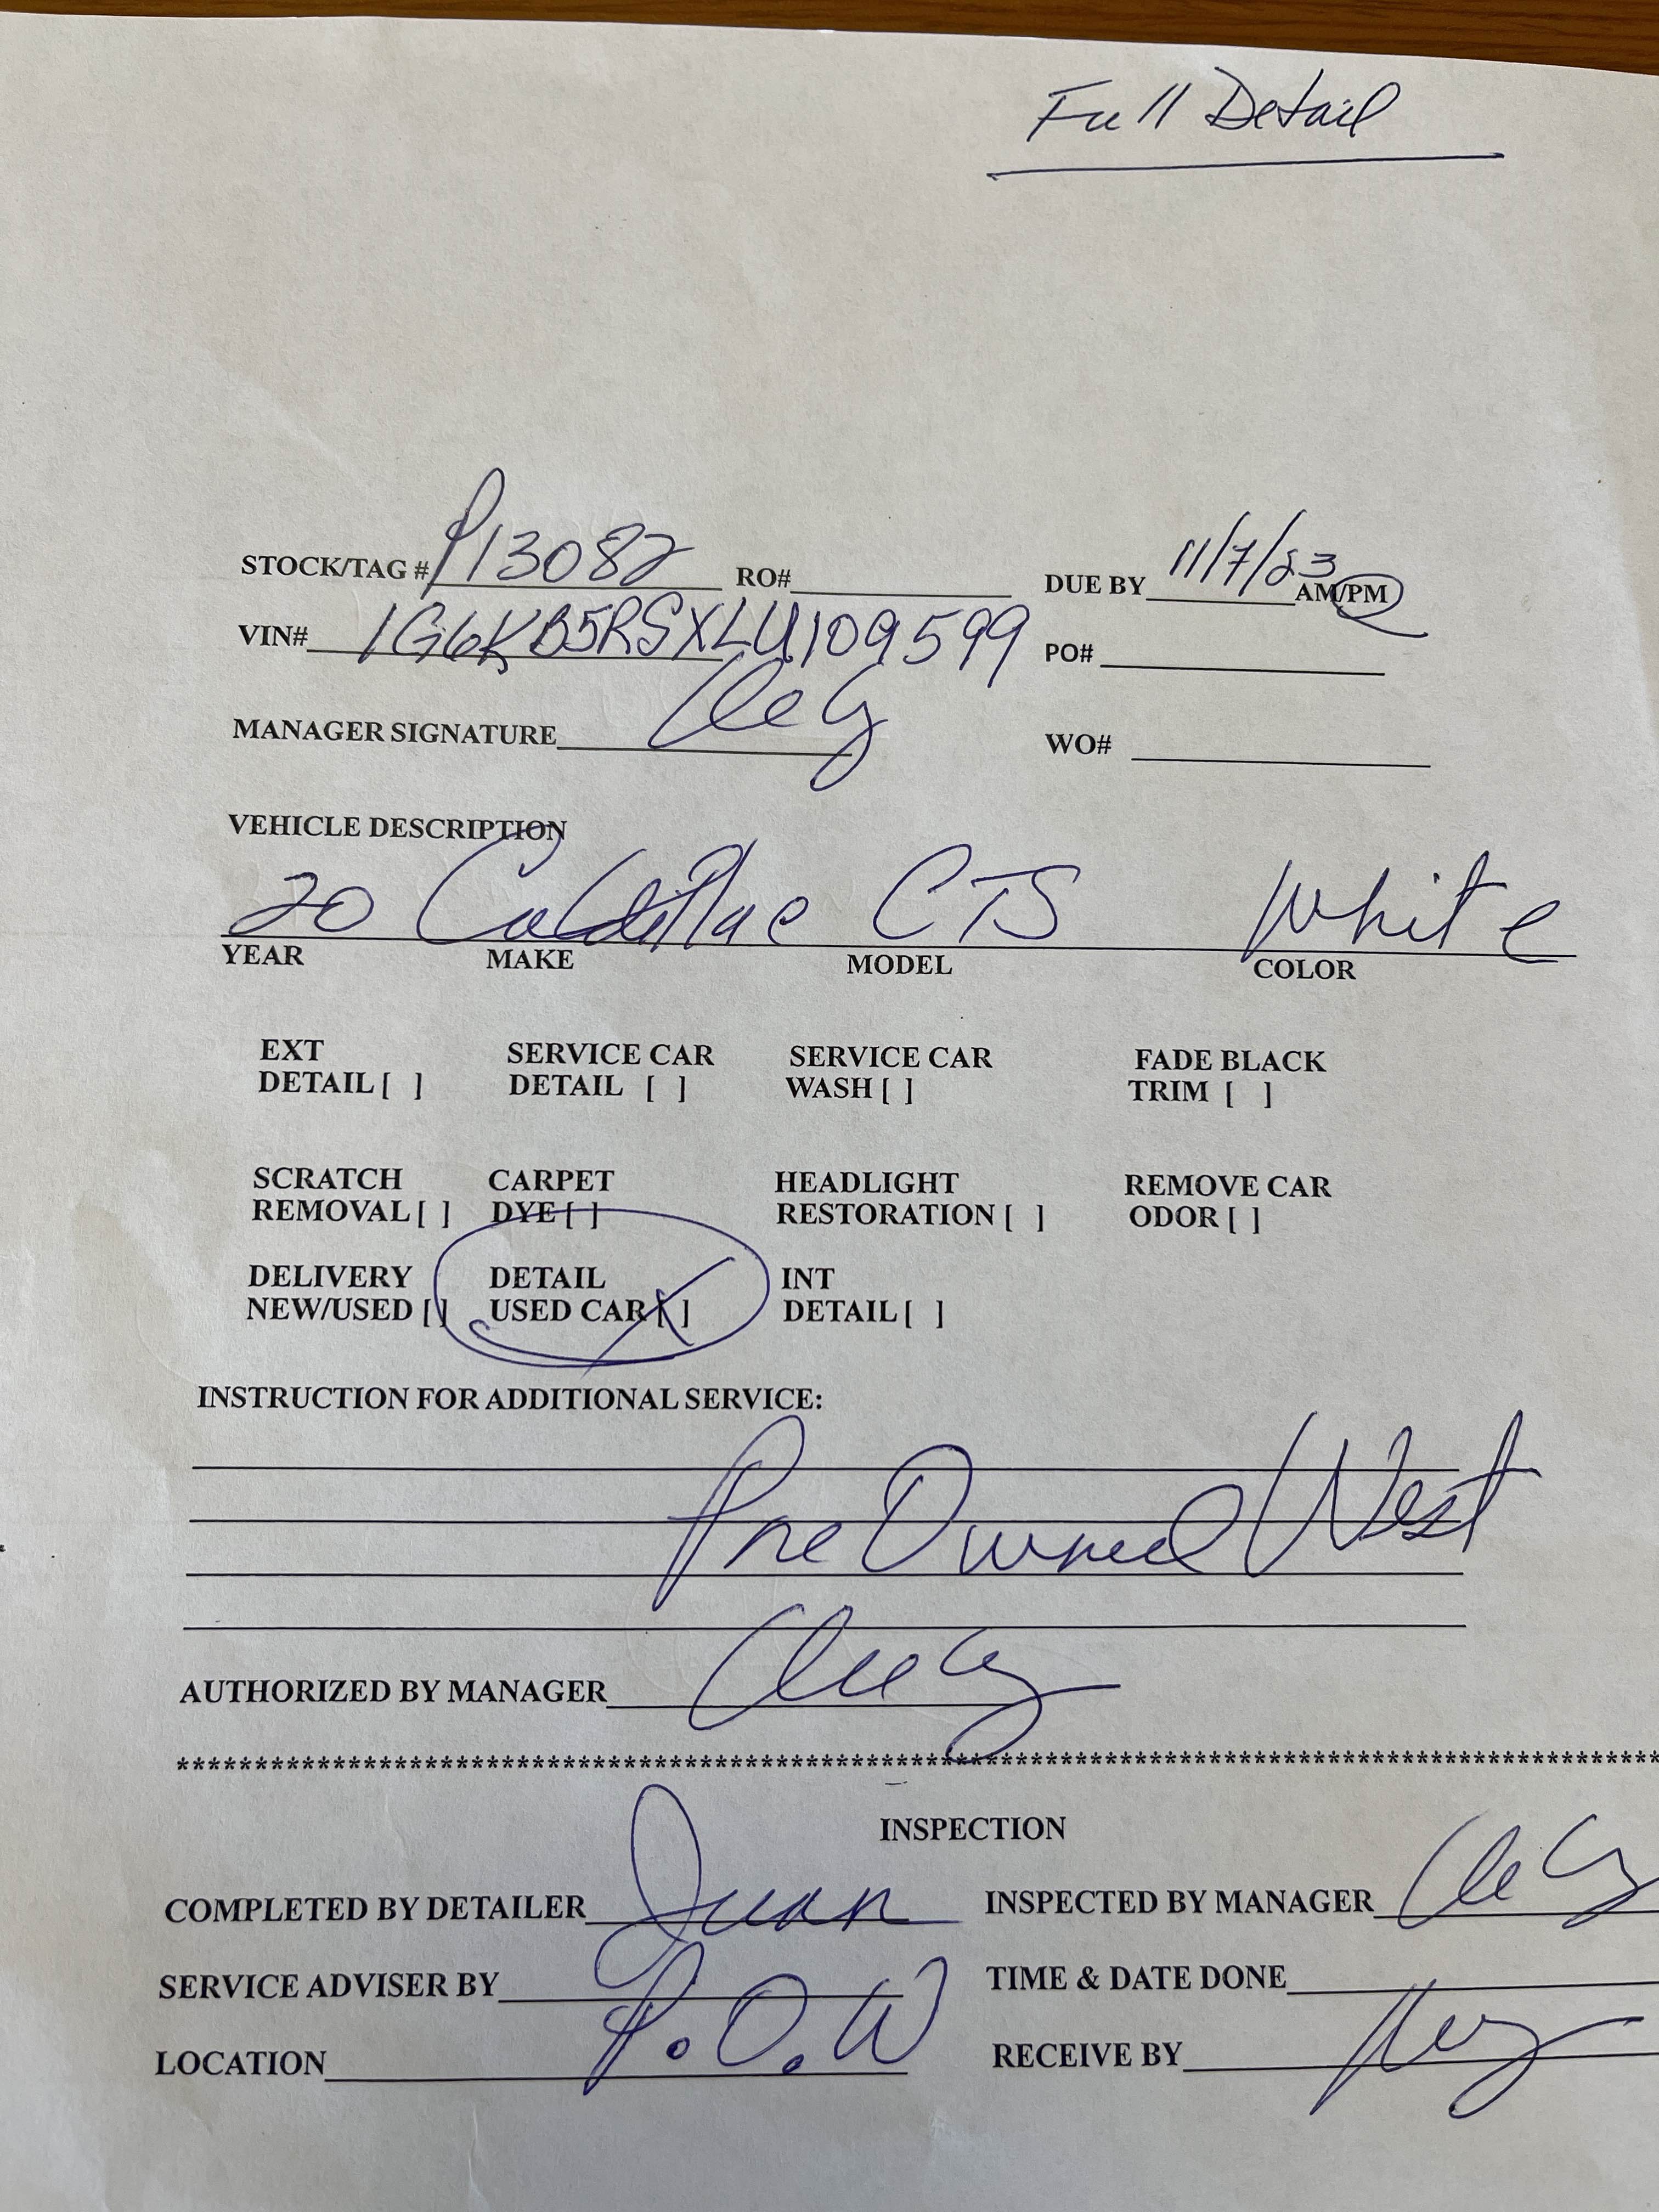 Full Detail
STOCK/TAG # P13082 RO# DUE BY 11/7/23 AM/PM
VIN# 1G6KB5RSXLU109599 PO#
MANAGER SIGNATURE WO#
VEHICLE DESCRIPTION
20 Cadillac CTS White
YEAR MAKE MODEL COLOR
EXT SERVICE CAR SERVICE CAR FADE BLACK
DETAIL [ ] DETAIL [ ] WASH [ ] TRIM [ ]
SCRATCH CARPET HEADLIGHT REMOVE CAR
REMOVAL [ ] DYE [ ] RESTORATION [ ] ODOR [ ]
DELIVERY DETAIL INT
NEW/USED [ ] USED CAR [X] DETAIL [ ]
INSTRUCTION FOR ADDITIONAL SERVICE:
Pre Owned West
AUTHORIZED BY MANAGER
********************************************************************************************
INSPECTION
COMPLETED BY DETAILER Juan INSPECTED BY MANAGER
SERVICE ADVISER BY TIME & DATE DONE
LOCATION P.O.W RECEIVE BY